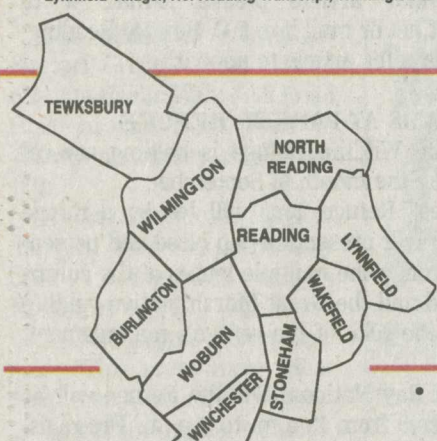 TEWKSBURY
WILMINGTON
NORTH
READING
READING
LYNNFIELD
BURLINGTON
WAKEFIELD
WOBURN
STONEHAM
WINCHESTER